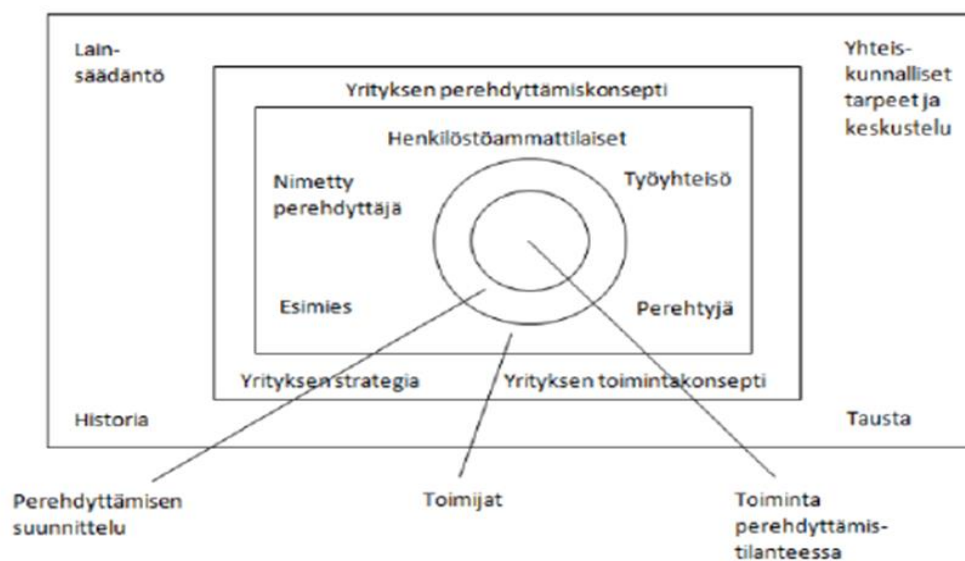 Lain-
säädäntö
Yhteis-
kunnalliset
tarpeet ja
keskustelu
Yrityksen perehdyttämiskonsepti
Henkilöstöammattilaiset
Nimetty
perehdyttäjä
Työyhteisö
Esimies
Perehtyjä
Yrityksen strategia
Yrityksen toimintakonsepti
Historia
Tausta
Perehdyttämisen
suunnittelu
Toimijat
Toiminta
perehdyttämis-
tilanteessa